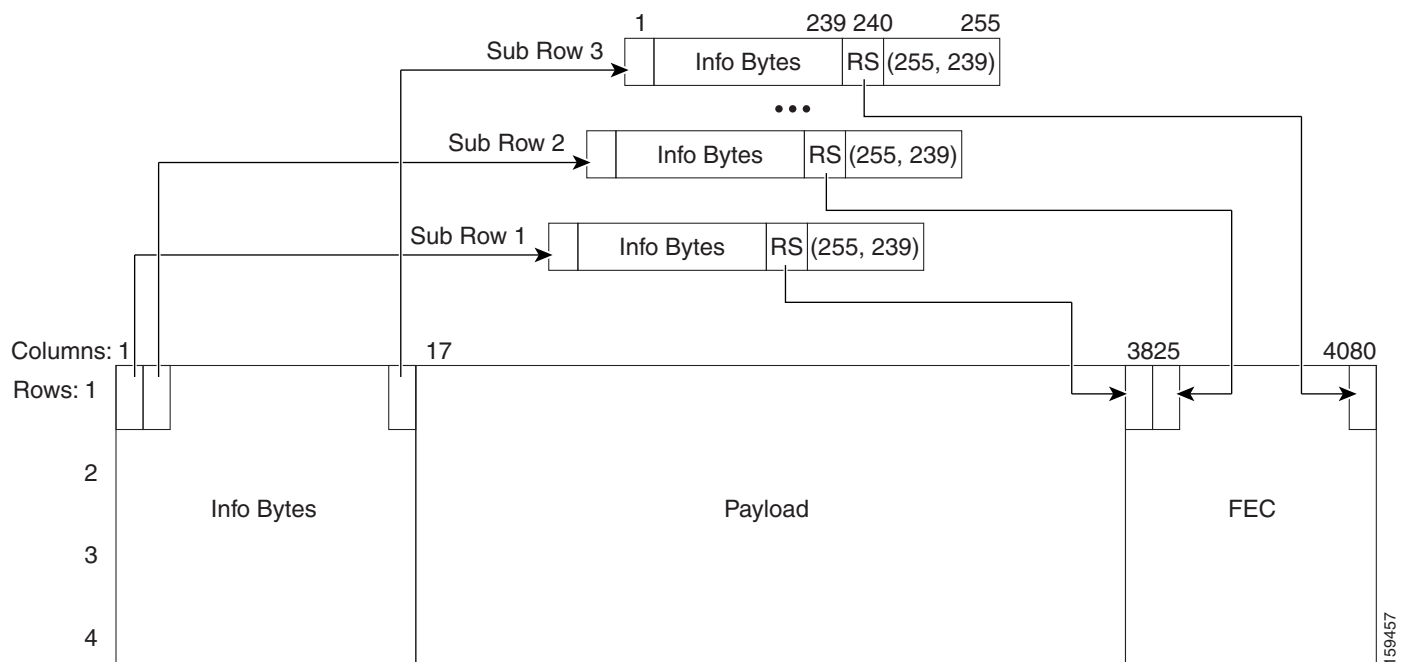 1 239 240 255
Sub Row 3
Info Bytes RS (255, 239)
•••
Sub Row 2
Info Bytes RS (255, 239)
Sub Row 1
Info Bytes RS (255, 239)
Columns: 1 17 3825 4080
Rows: 1
2
Info Bytes Payload FEC
3
4
159457